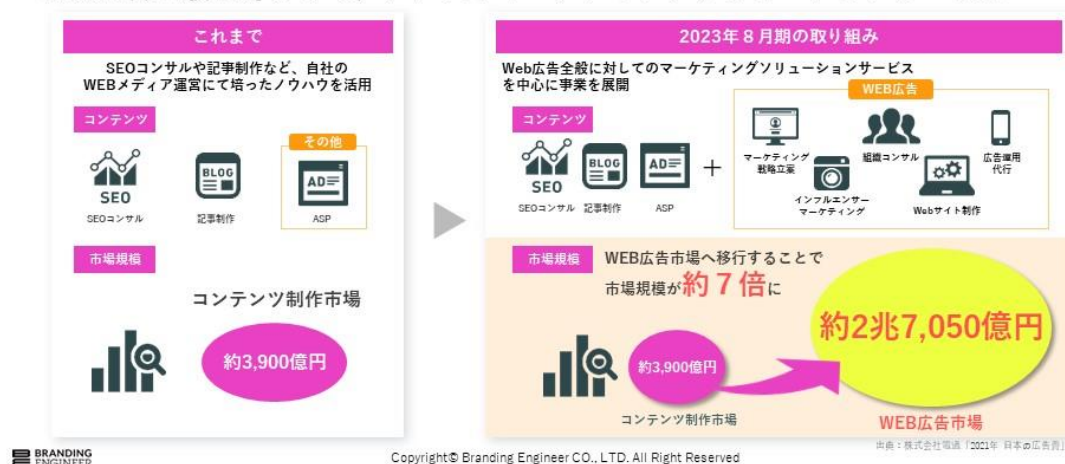 これまで
SEOコンサルや記事制作など、自社の
WEBメディア運営にて培ったノウハウを活用
コンテンツ
その他
SEO
BLOG
AD
SEOコンサル
記事制作
ASP
市場規模
コンテンツ制作市場
約3,900億円
2023年８月期の取り組み
Web広告全般に対してのマーケティングソリューションサービス
を中心に事業を展開
WEB広告
コンテンツ
SEO
BLOG
AD
+
SEOコンサル
記事制作
ASP
マーケティング
戦略立案
組織コンサル
広告運用
代行
インフルエンサー
マーケティング
Webサイト制作
市場規模
WEB広告市場へ移行することで
市場規模が約７倍に
約3,900億円
コンテンツ制作市場
約2兆7,050億円
WEB広告市場
出典：株式会社電通「2021年 日本の広告費」
BRANDING
ENGINEER
Copyright© Branding Engineer CO., LTD. All Right Reserved